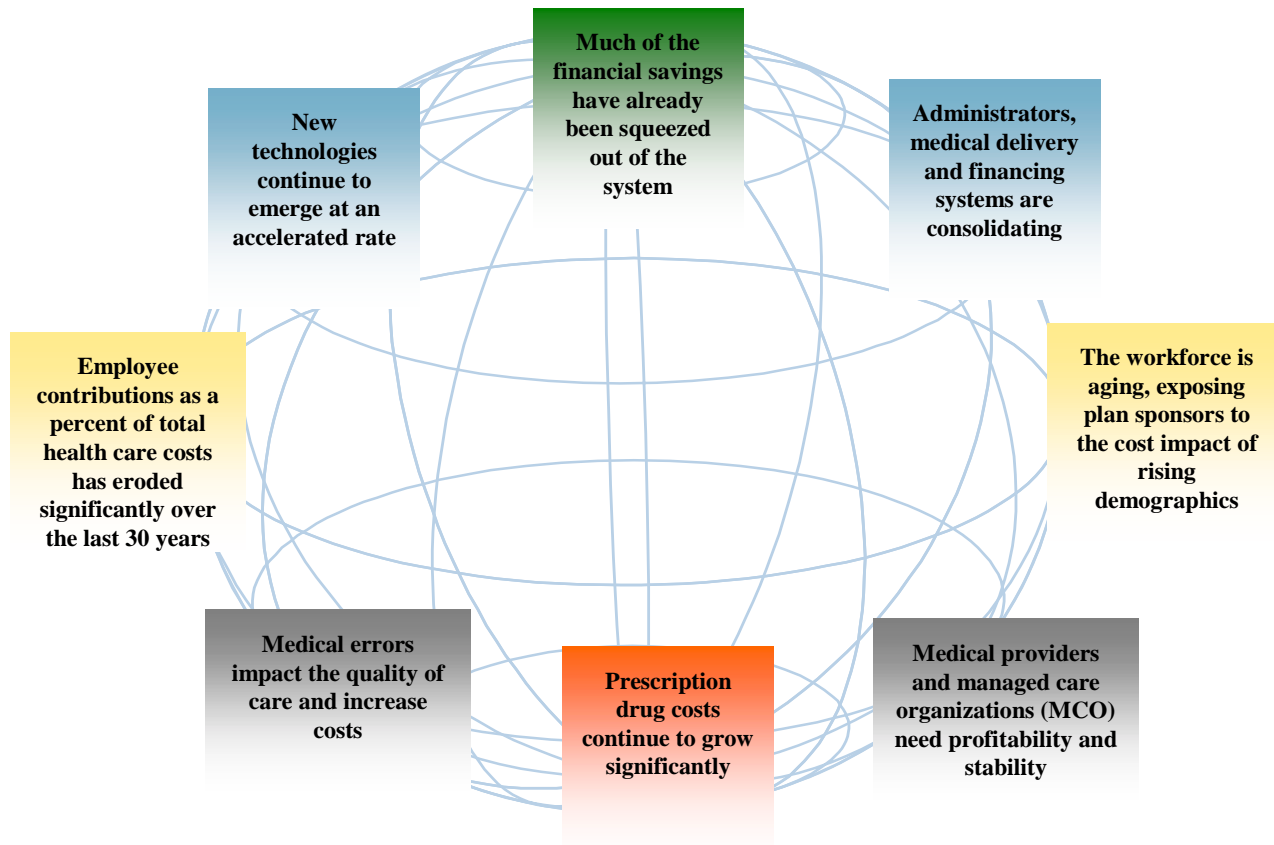 Much of the
financial savings
have already
been squeezed
out of the
system
New
technologies
continue to
emerge at an
accelerated rate
Administrators,
medical delivery
and financing
systems are
consolidating
Employee
contributions as a
percent of total
health care costs
has eroded
significantly over
the last 30 years
The workforce is
aging, exposing
plan sponsors to
the cost impact of
rising
demographics
Medical errors
impact the quality of
care and increase
costs
Prescription
drug costs
continue to grow
significantly
Medical providers
and managed care
organizations (MCO)
need profitability and
stability